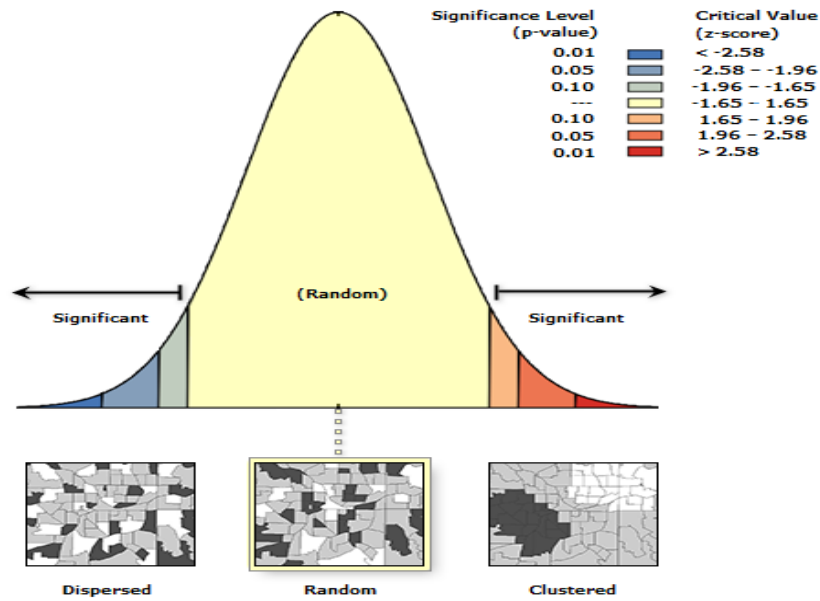 Significance Level Critical Value
(p-value) (z-score)
0.01 < -2.58
0.05 -2.58 – -1.96
0.10 -1.96 – -1.65
--- -1.65 – 1.65
0.10 1.65 – 1.96
0.05 1.96 – 2.58
0.01 > 2.58
(Random)
Significant Significant
Dispersed Random Clustered